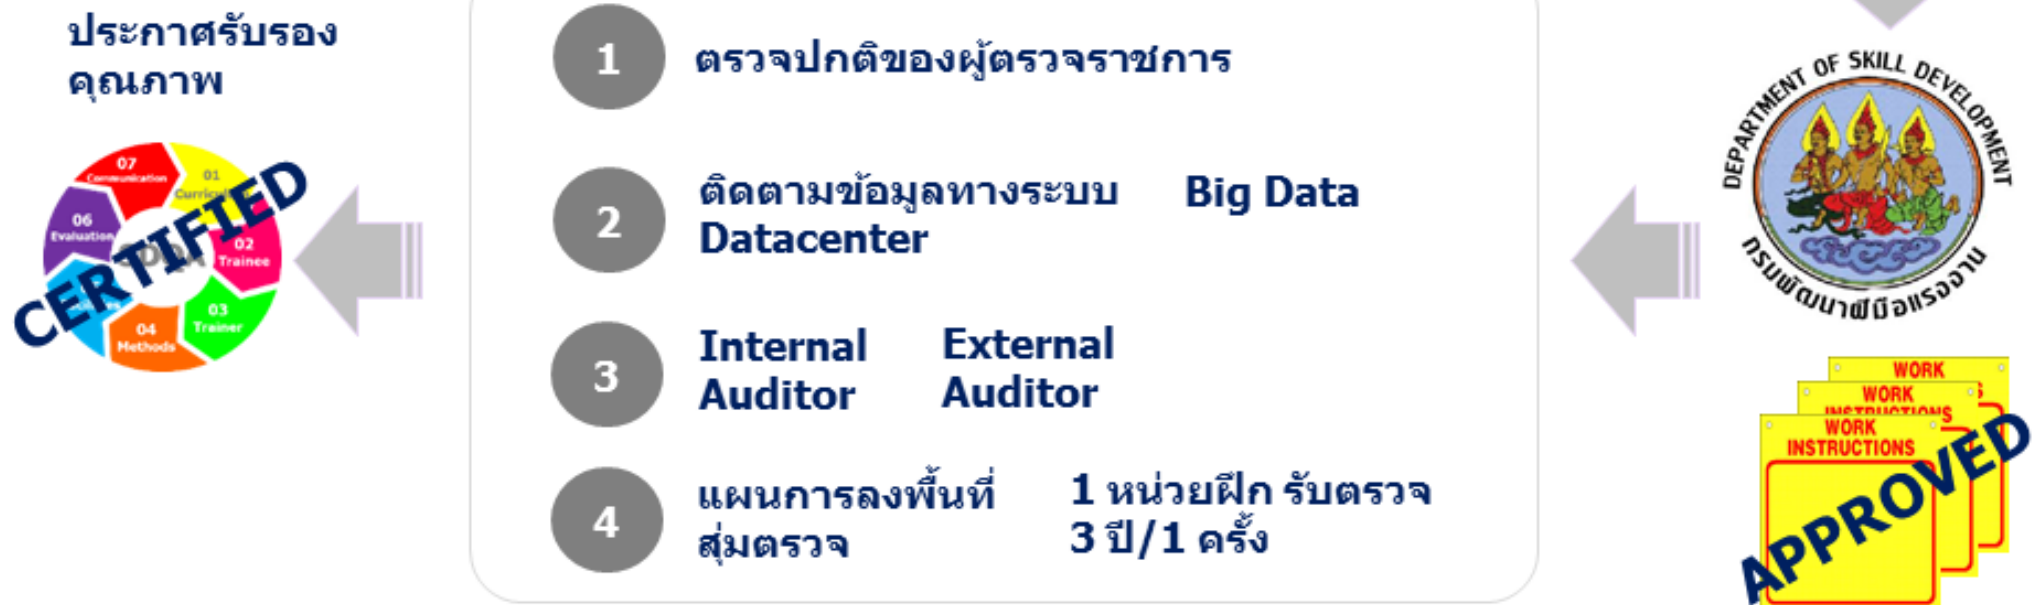 ประกาศรับรอง
คุณภาพ
07
Communication
01
06
Evaluation
02
Trainee
03
Trainer
04
Methods
CERTIFIED
1
ตรวจปกติของผู้ตรวจราชการ
2
ติดตามข้อมูลทางระบบ Big Data
Datacenter
3
Internal External
Auditor Auditor
4
แผนการลงพื้นที่ 1 หน่วยฝึก รับตรวจ
สุ่มตรวจ 3 ปี/1 ครั้ง
DEPARTMENT OF SKILL DEVELOPMENT
กรมพัฒนาฝีมือแรงงาน
WORK
WORK
INSTRUCTIONS
WORK
INSTRUCTIONS
APPROVED